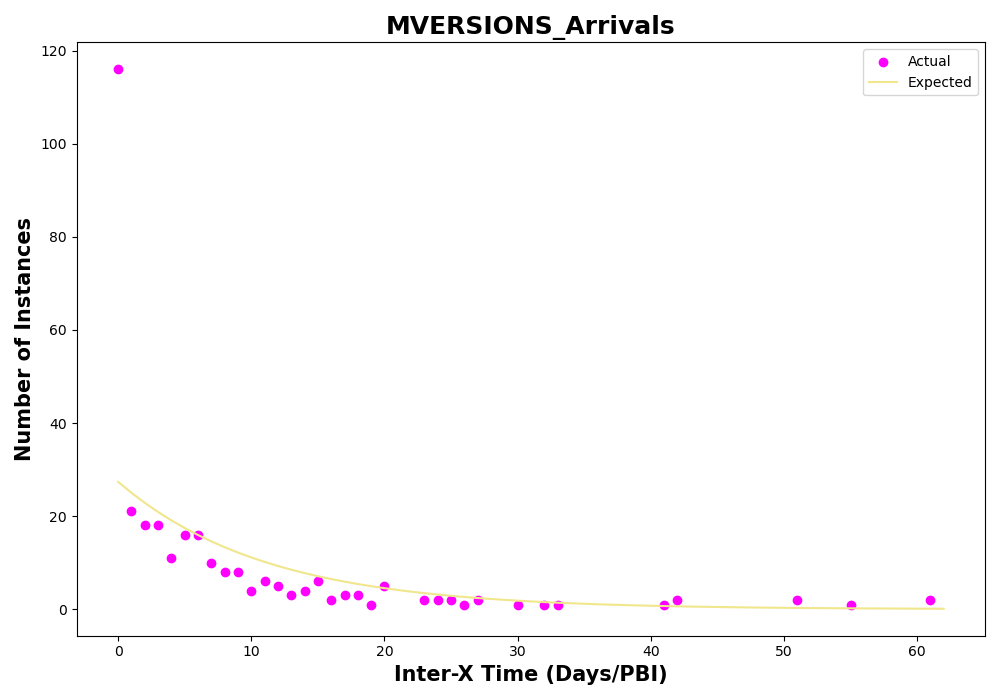 MVERSIONS_Arrivals
Actual
Expected
Number of Instances
120
100
80
60
40
20
0
0 10 20 30 40 50 60
Inter-X Time (Days/PBI)